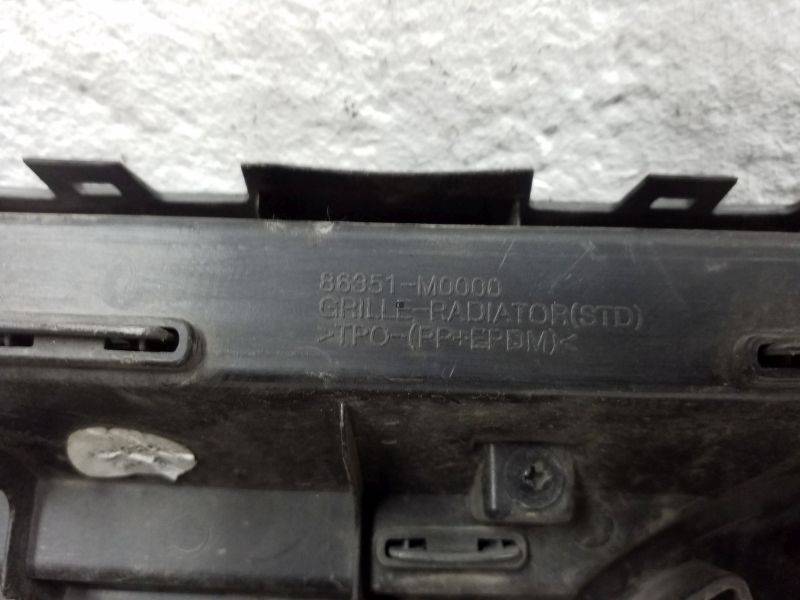 86351-M0000
GRILLE-RADIATOR(STD)
>TPO-(PP+EPDM)<